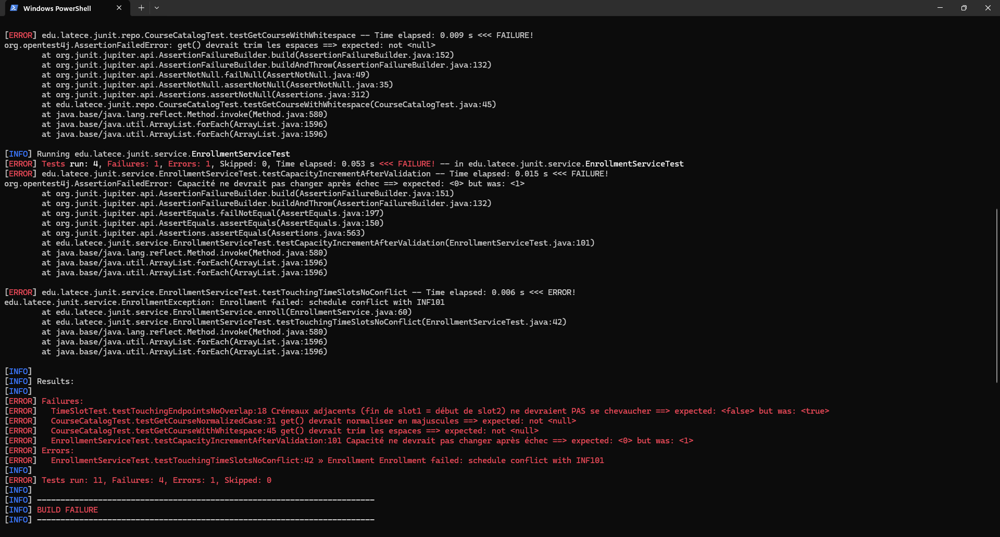 Windows PowerShell
[ERROR] edu.latece.junit.repo.CourseCatalogTest.testGetCourseWithWhitespace -- Time elapsed: 0.009 s <<< FAILURE!
org.opentest4j.AssertionFailedError: get() devrait trim les espaces ==> expected: not <null>
        at org.junit.jupiter.api.AssertionFailureBuilder.build(AssertionFailureBuilder.java:152)
        at org.junit.jupiter.api.AssertionFailureBuilder.buildAndThrow(AssertionFailureBuilder.java:132)
        at org.junit.jupiter.api.AssertNotNull.failNull(AssertNotNull.java:49)
        at org.junit.jupiter.api.AssertNotNull.assertNotNull(AssertNotNull.java:35)
        at org.junit.jupiter.api.Assertions.assertNotNull(Assertions.java:312)
        at edu.latece.junit.repo.CourseCatalogTest.testGetCourseWithWhitespace(CourseCatalogTest.java:45)
        at java.base/java.lang.reflect.Method.invoke(Method.java:580)
        at java.base/java.util.ArrayList.forEach(ArrayList.java:1596)
        at java.base/java.util.ArrayList.forEach(ArrayList.java:1596)

[INFO] Running edu.latece.junit.service.EnrollmentServiceTest
[ERROR] Tests run: 4, Failures: 1, Errors: 1, Skipped: 0, Time elapsed: 0.053 s <<< FAILURE! -- in edu.latece.junit.service.EnrollmentServiceTest
[ERROR] edu.latece.junit.service.EnrollmentServiceTest.testCapacityIncrementAfterValidation -- Time elapsed: 0.015 s <<< FAILURE!
org.opentest4j.AssertionFailedError: Capacité ne devrait pas changer après échec ==> expected: <0> but was: <1>
        at org.junit.jupiter.api.AssertionFailureBuilder.build(AssertionFailureBuilder.java:151)
        at org.junit.jupiter.api.AssertionFailureBuilder.buildAndThrow(AssertionFailureBuilder.java:132)
        at org.junit.jupiter.api.AssertEquals.failNotEqual(AssertEquals.java:197)
        at org.junit.jupiter.api.AssertEquals.assertEquals(AssertEquals.java:150)
        at org.junit.jupiter.api.Assertions.assertEquals(Assertions.java:563)
        at edu.latece.junit.service.EnrollmentServiceTest.testCapacityIncrementAfterValidation(EnrollmentServiceTest.java:101)
        at java.base/java.lang.reflect.Method.invoke(Method.java:580)
        at java.base/java.util.ArrayList.forEach(ArrayList.java:1596)
        at java.base/java.util.ArrayList.forEach(ArrayList.java:1596)

[ERROR] edu.latece.junit.service.EnrollmentServiceTest.testTouchingTimeSlotsNoConflict -- Time elapsed: 0.006 s <<< ERROR!
edu.latece.junit.service.EnrollmentException: Enrollment failed: schedule conflict with INF101
        at edu.latece.junit.service.EnrollmentService.enroll(EnrollmentService.java:60)
        at edu.latece.junit.service.EnrollmentServiceTest.testTouchingTimeSlotsNoConflict(EnrollmentServiceTest.java:42)
        at java.base/java.lang.reflect.Method.invoke(Method.java:580)
        at java.base/java.util.ArrayList.forEach(ArrayList.java:1596)
        at java.base/java.util.ArrayList.forEach(ArrayList.java:1596)

[INFO]
[INFO] Results:
[INFO]
[ERROR] Failures:
[ERROR]   TimeSlotTest.testTouchingEndpointsNoOverlap:18 Créneaux adjacents (fin de slot1 = début de slot2) ne devraient PAS se chevaucher ==> expected: <false> but was: <true>
[ERROR]   CourseCatalogTest.testGetCourseNormalizedCase:31 get() devrait normaliser en majuscules ==> expected: not <null>
[ERROR]   CourseCatalogTest.testGetCourseWithWhitespace:45 get() devrait trim les espaces ==> expected: not <null>
[ERROR]   EnrollmentServiceTest.testCapacityIncrementAfterValidation:101 Capacité ne devrait pas changer après échec ==> expected: <0> but was: <1>
[ERROR] Errors:
[ERROR]   EnrollmentServiceTest.testTouchingTimeSlotsNoConflict:42 » Enrollment Enrollment failed: schedule conflict with INF101
[INFO]
[ERROR] Tests run: 11, Failures: 4, Errors: 1, Skipped: 0
[INFO]
[INFO] ------------------------------------------------------------------------
[INFO] BUILD FAILURE
[INFO] ------------------------------------------------------------------------